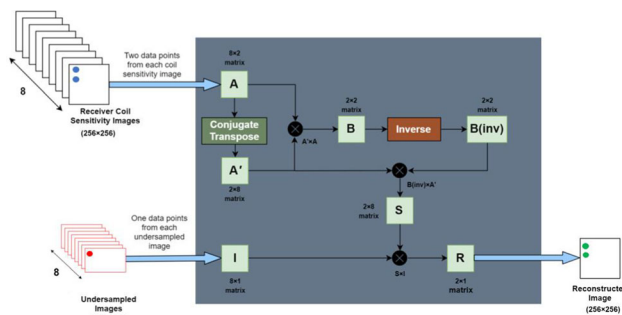 Two data points
from each coil
sensitivity image
8
Receiver Coil
Sensitivity Images
(256×256)
8×2
matrix
A
Conjugate
Transpose
A'
2×8
matrix
A'×A
2×2
matrix
B
Inverse
2×2
matrix
B(inv)
B(inv)×A'
2×8
matrix
S
One data points
from each
undersampled
image
8
Undersampled
Images
I
8×1
matrix
S×I
R
2×1
matrix
Reconstructe
Image
(256×256)